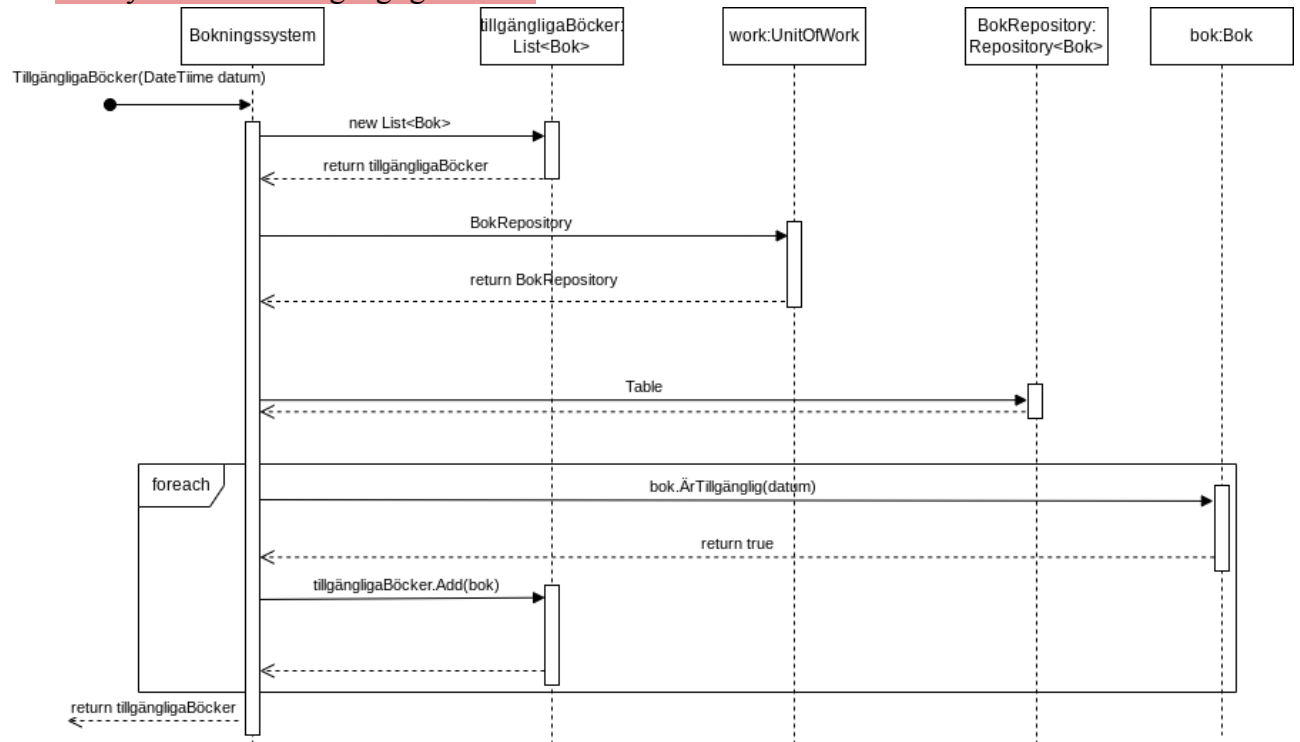 Bokningssystem
tillgängligaBöcker:
List<Bok>
work:UnitOfWork
BokRepository:
Repository<Bok>
bok:Bok
TillgängligaBöcker(DateTiime datum)
new List<Bok>
return tillgängligaBöcker
BokRepository
return BokRepository
Table
foreach
bok.ÄrTillgänglig(datum)
return true
tillgängligaBöcker.Add(bok)
return tillgängligaBöcker